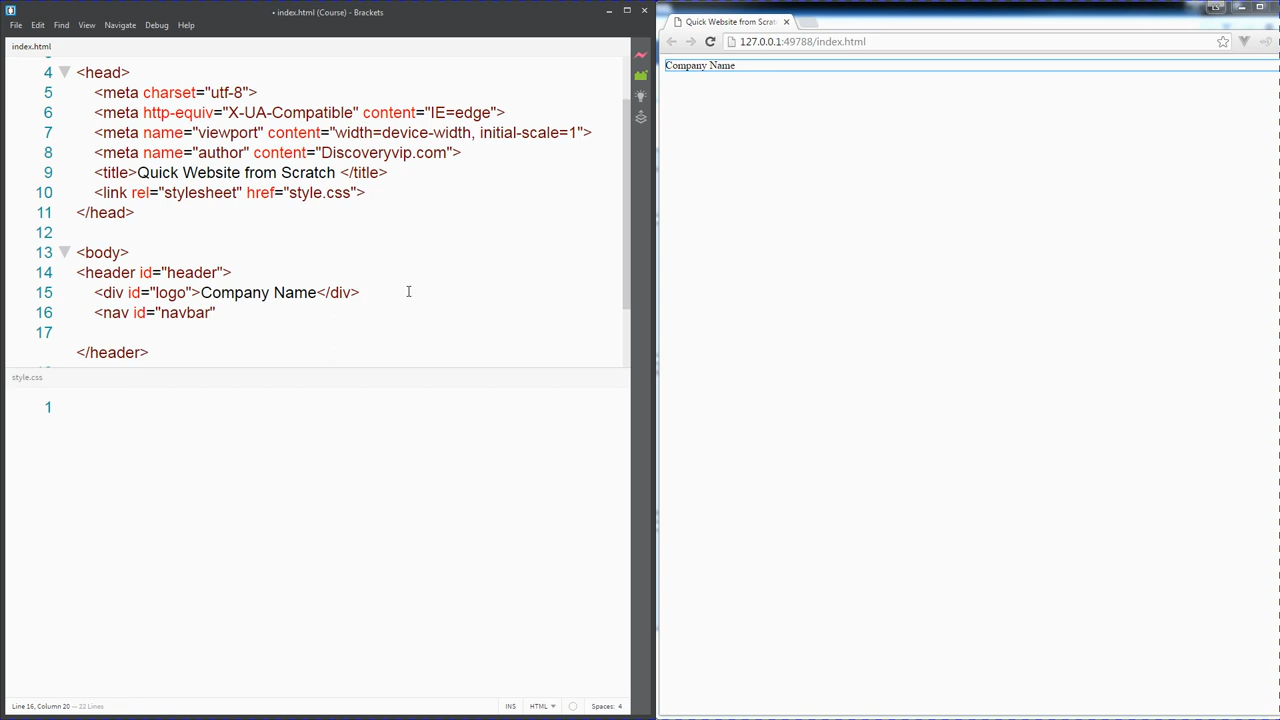 • index.html (Course) - Brackets
File Edit Find View Navigate Debug Help
index.html
4 <head>
5 <meta charset="utf-8">
6 <meta http-equiv="X-UA-Compatible" content="IE=edge">
7 <meta name="viewport" content="width=device-width, initial-scale=1">
8 <meta name="author" content="Discoveryvip.com">
9 <title>Quick Website from Scratch </title>
10 <link rel="stylesheet" href="style.css">
11 </head>
12
13 <body>
14 <header id="header">
15 <div id="logo">Company Name</div>
16 <nav id="navbar"
17
</header>
style.css
1
Line 16, Column 20 — 22 Lines
INS HTML Spaces: 4
Quick Website from Scrat
127.0.0.1:49788/index.html
Company Name